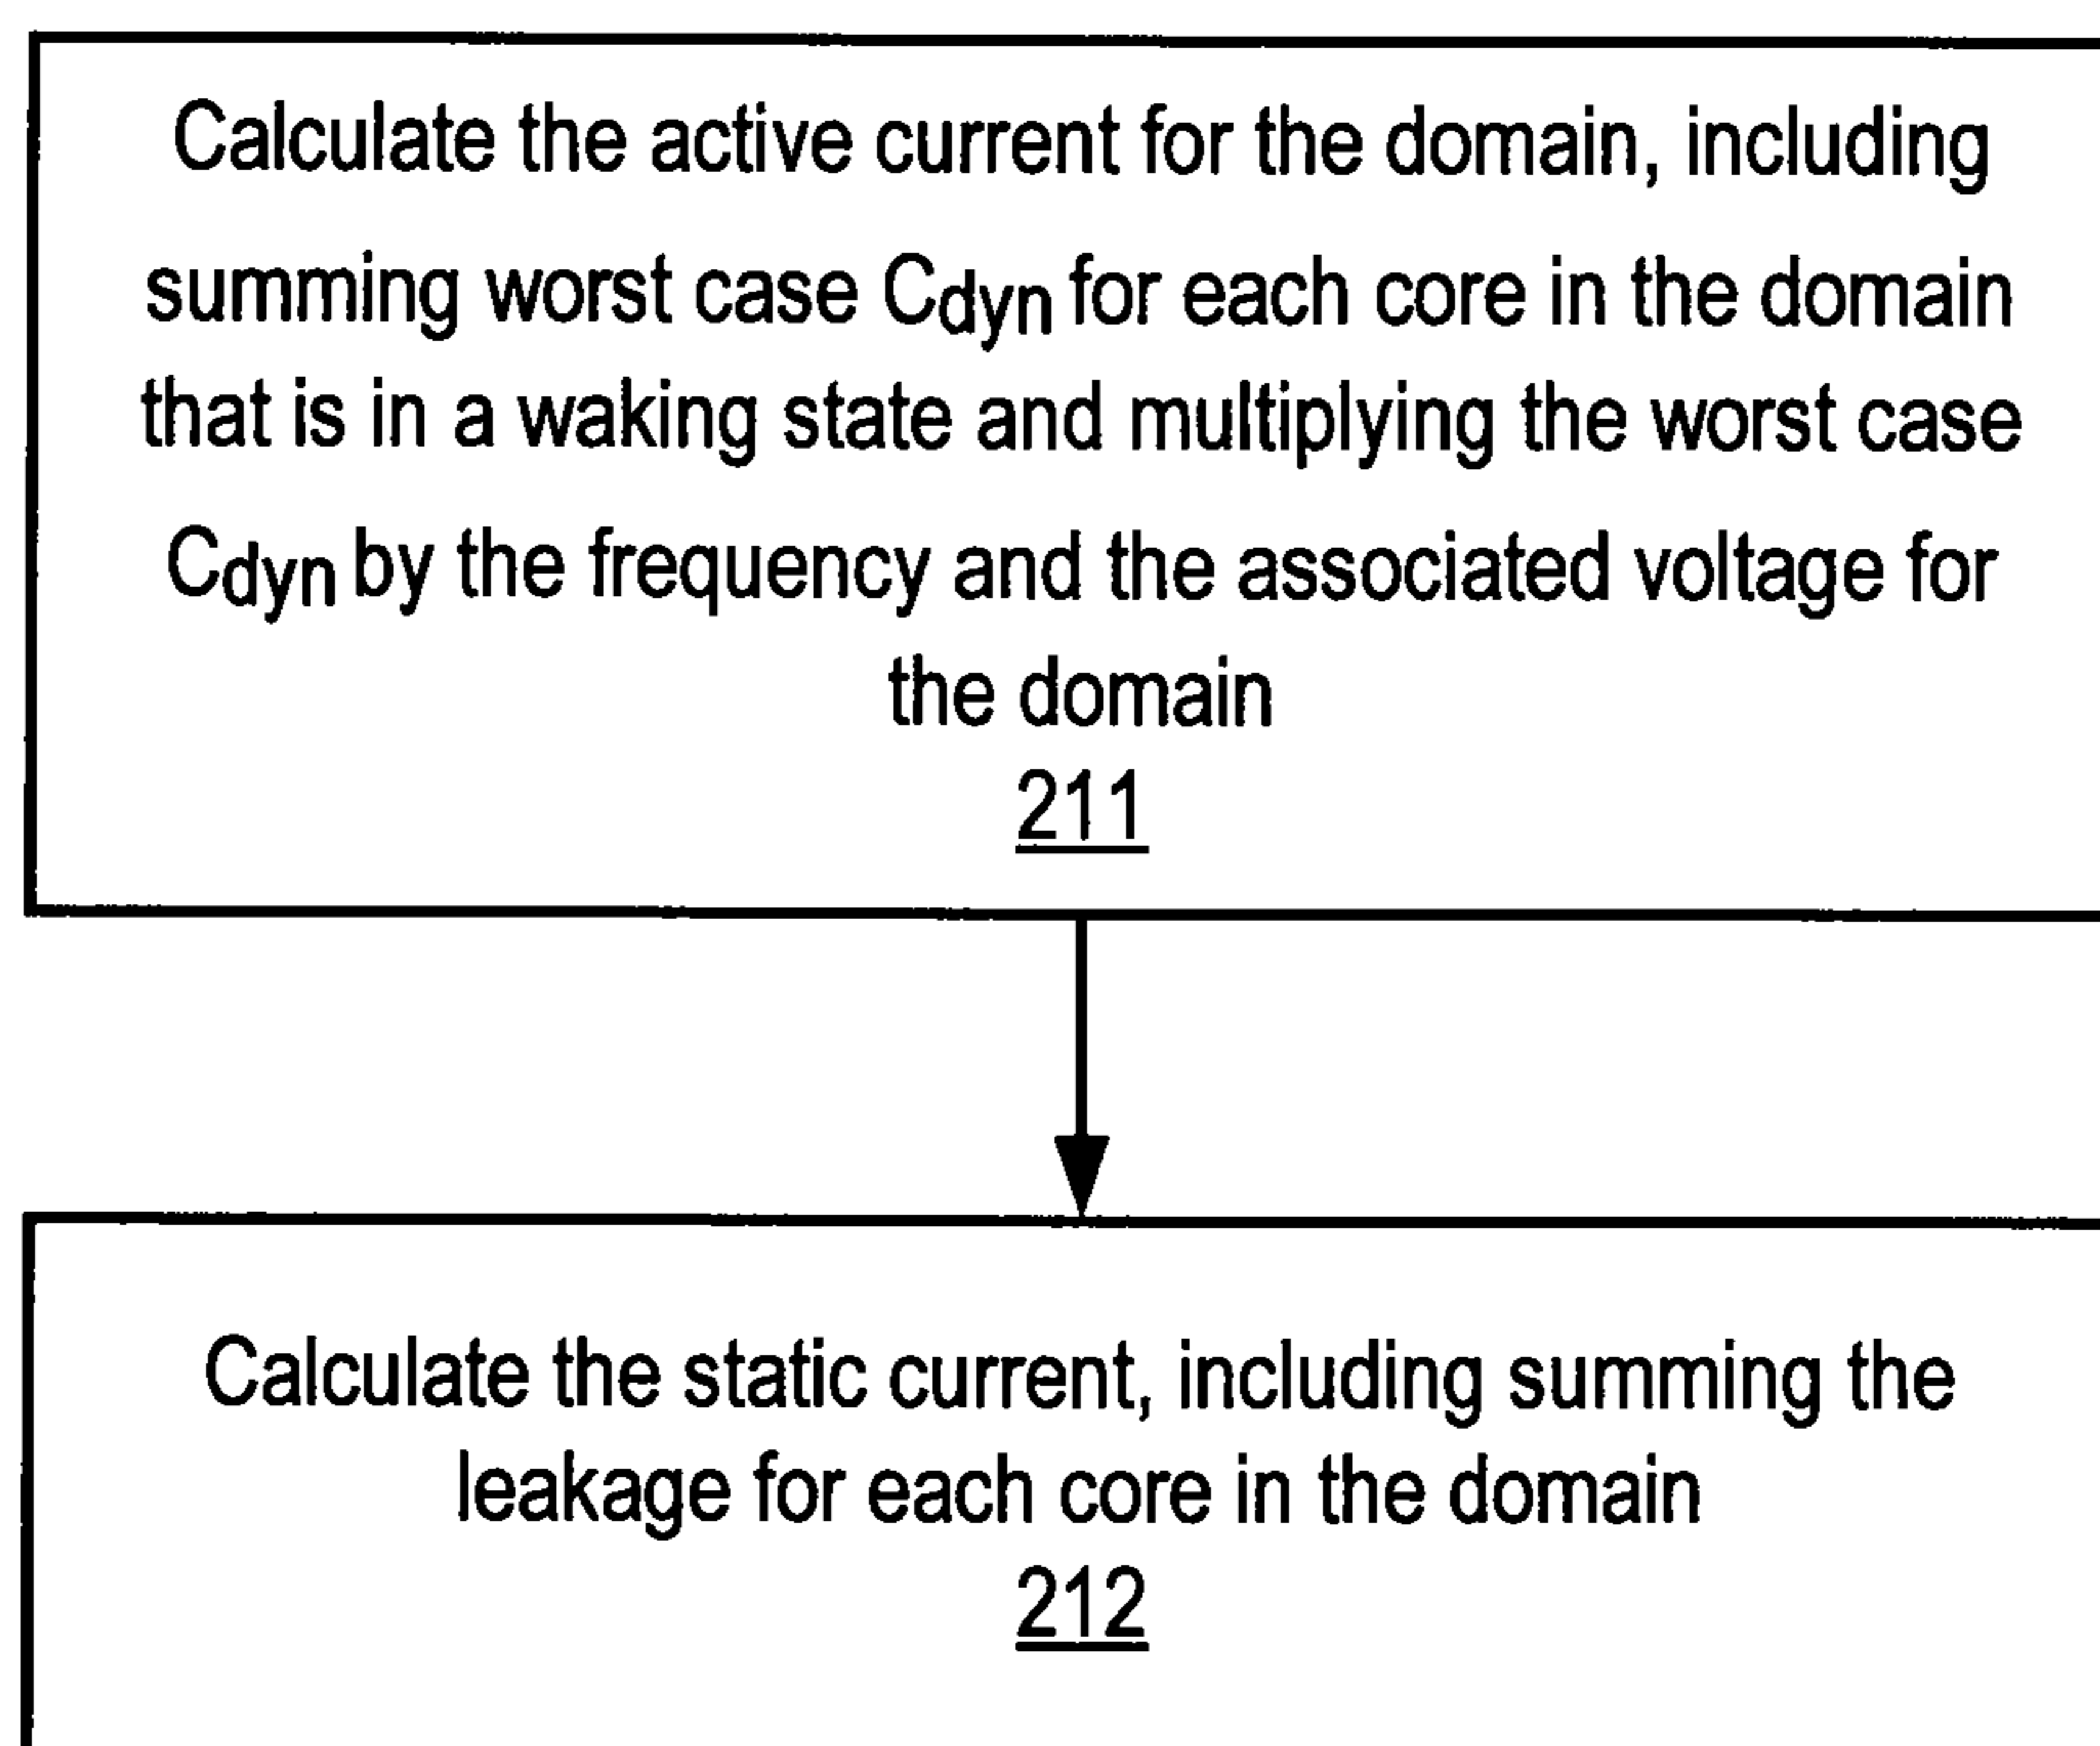 Calculate the active current for the domain, including
summing worst case Cdyn for each core in the domain
that is in a waking state and multiplying the worst case
Cdyn by the frequency and the associated voltage for
the domain
211
Calculate the static current, including summing the
leakage for each core in the domain
212